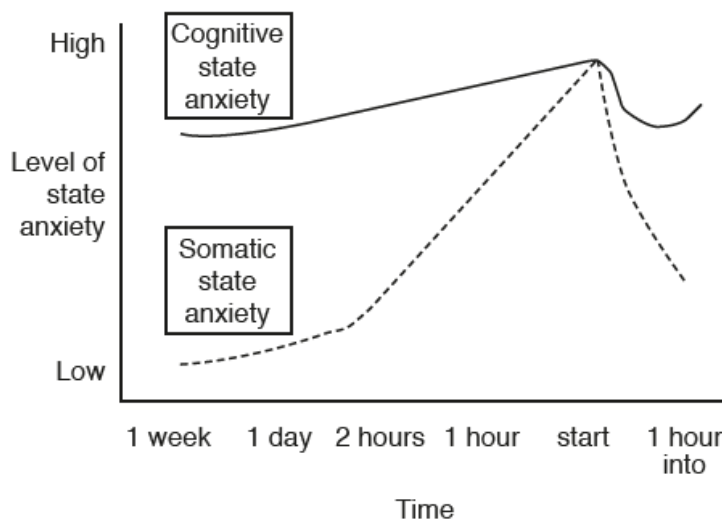 High
Cognitive
state
anxiety
Level of
state
anxiety
Somatic
state
anxiety
Low
1 week 1 day 2 hours 1 hour start 1 hour
into
Time